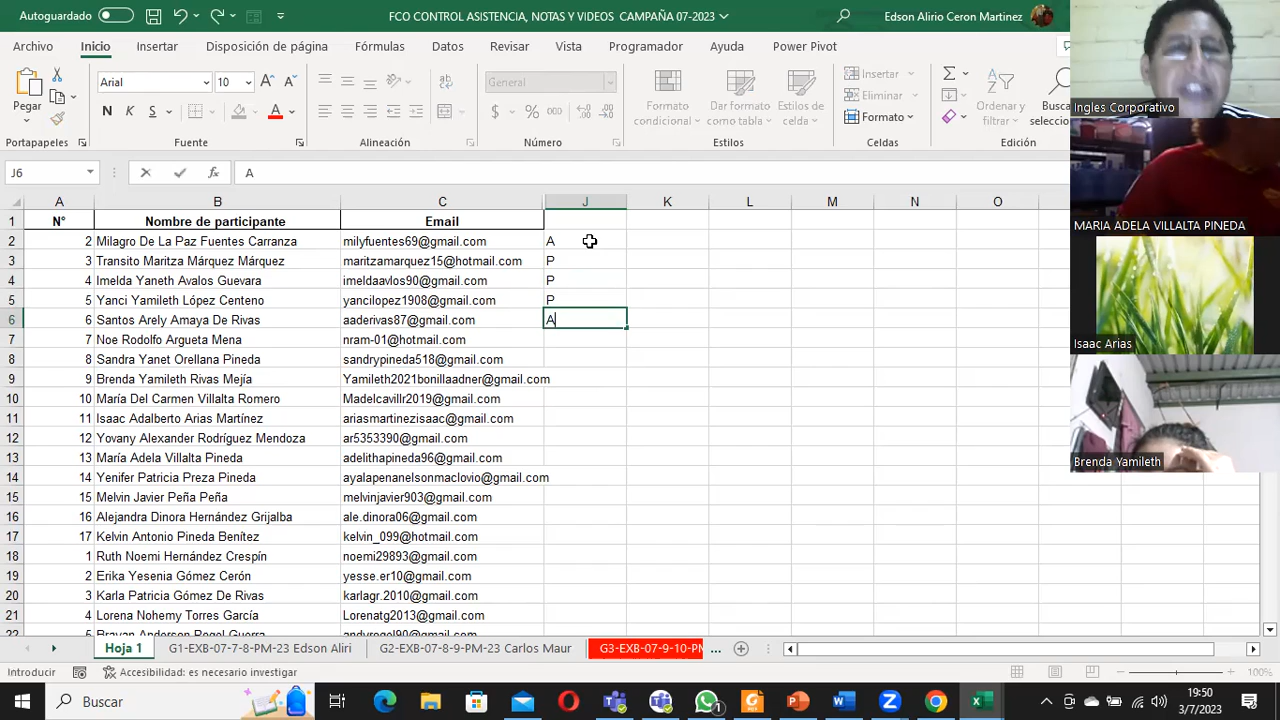 Autoguardado
FCO CONTROL ASISTENCIA, NOTAS Y VIDEOS CAMPAÑA 07-2023
Edson Alirio Ceron Martinez
Archivo Inicio Insertar Disposición de página Fórmulas Datos Revisar Vista Programador Ayuda Power Pivot
Arial 10 General
Pegar N K S
Formato condicional Dar formato como tabla Estilos de celda
Insertar
Eliminar
Formato
Ordenar y filtrar
Portapapeles Fuente Alineación Número Estilos Celdas Edición
J6 fx A
A B C J K L M N O
1 N° Nombre de participante Email
2 2 Milagro De La Paz Fuentes Carranza milyfuentes69@gmail.com A
3 3 Transito Maritza Márquez Márquez maritzamarquez15@hotmail.com P
4 4 Imelda Yaneth Avalos Guevara imeldaavlos90@gmail.com P
5 5 Yanci Yamileth López Centeno yancilopez1908@gmail.com P
6 6 Santos Arely Amaya De Rivas aaderivas87@gmail.com A
7 7 Noe Rodolfo Argueta Mena nram-01@hotmail.com
8 8 Sandra Yanet Orellana Pineda sandrypineda518@gmail.com
9 9 Brenda Yamileth Rivas Mejía Yamileth2021bonillaadner@gmail.com
10 10 María Del Carmen Villalta Romero Madelcavillr2019@gmail.com
11 11 Isaac Adalberto Arias Martínez ariasmartinezisaac@gmail.com
12 12 Yovany Alexander Rodríguez Mendoza ar5353390@gmail.com
13 13 María Adela Villalta Pineda adelithapineda96@gmail.com
14 14 Yenifer Patricia Preza Pineda ayalapenanelsonmaclovio@gmail.com
15 15 Melvin Javier Peña Peña melvinjavier903@gmail.com
16 16 Alejandra Dinora Hernández Grijalba ale.dinora06@gmail.com
17 17 Kelvin Antonio Pineda Benítez kelvin_099@hotmail.com
18 1 Ruth Noemi Hernández Crespín noemi29893@gmail.com
19 2 Erika Yesenia Gómez Cerón yesse.er10@gmail.com
20 3 Karla Patricia Gómez De Rivas karlagr.2010@gmail.com
21 4 Lorena Nohemy Torres García Lorenatg2013@gmail.com
22 5 Brayan Anderson Rogel Guerra andyrogel90@gmail.com
Hoja 1 G1-EXB-07-7-8-PM-23 Edson Aliri G2-EXB-07-8-9-PM-23 Carlos Maur G3-EXB-07-9-10-PM ...
Introducir Accesibilidad: es necesario investigar 100%
Buscar
19:50
3/7/2023
Ingles Corporativo
MARIA ADELA VILLALTA PINEDA
Isaac Arias
Brenda Yamileth